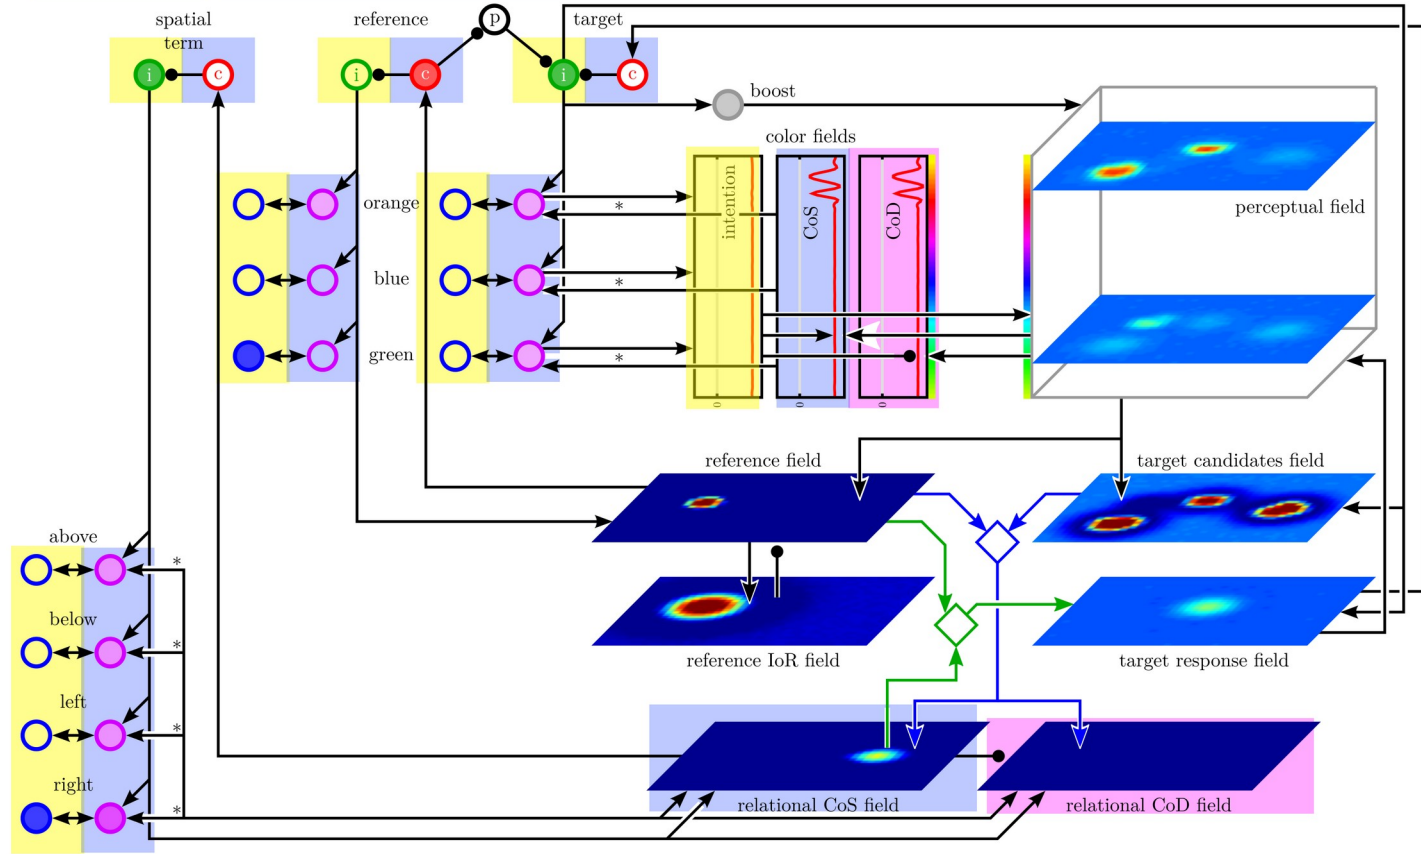 spatial
term
reference
p
target
i
c
i
c
i
c
boost
color fields
orange
*
intention
CoS
CoD
perceptual field
blue
*
green
*
0
0
0
reference field
target candidates field
above
*
below
*
reference IoR field
target response field
left
*
right
*
relational CoS field
relational CoD field